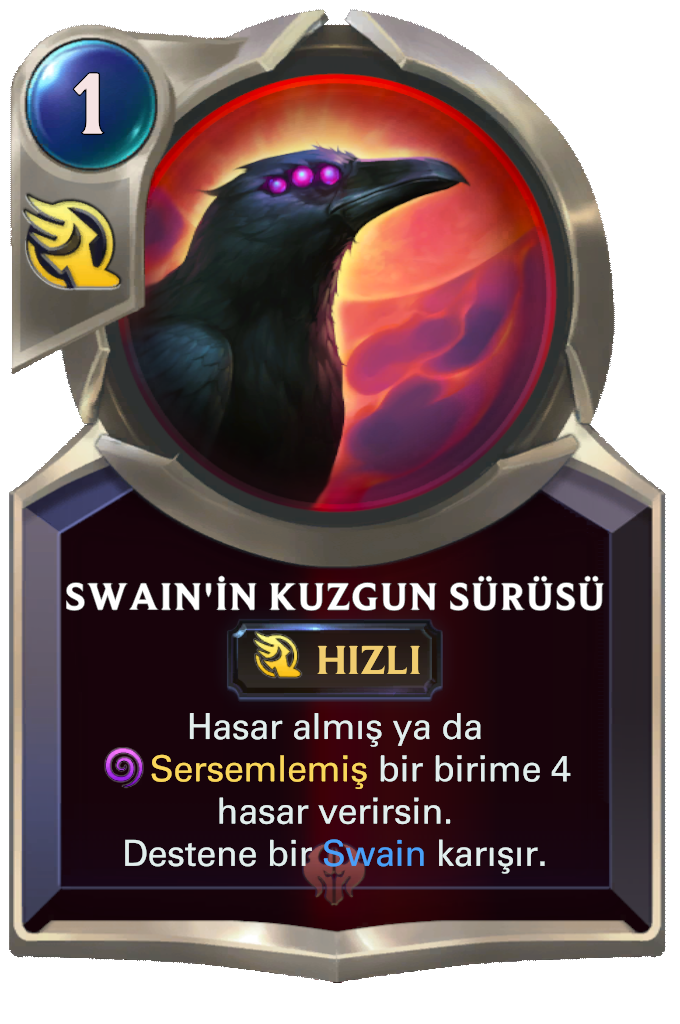 1
SWAIN'İN KUZGUN SÜRÜSÜ
HIZLI
Hasar almış ya da
Sersemlemiş bir birime 4
hasar verirsin.
Destene bir Swain karışır.